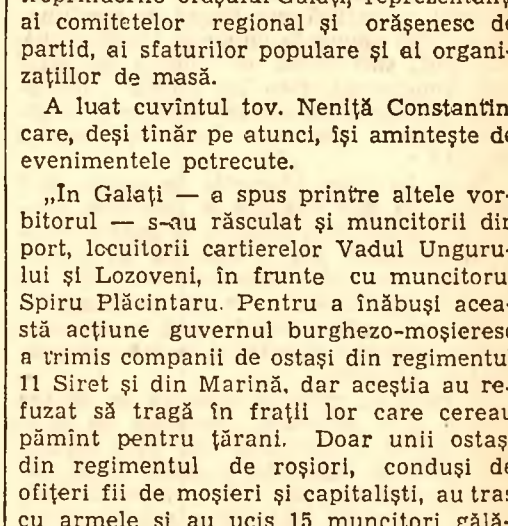 orașului Galați,
ai comitetelor regional și orășenesc de
partid, ai sfaturilor populare și ai organi-
zațiilor de masă.
A luat cuvîntul tov. Neniță Constantin
care, deși tînăr pe atunci, își amintește de
evenimentele petrecute.
„In Galați — a spus printre altele vor-
bitorul — s-au răsculat și muncitorii din
port, locuitorii cartierelor Vadul Unguru-
lui și Lozoveni, în frunte cu muncitoru
Spiru Plăcintaru. Pentru a înăbuși acea-
stă acțiune guvernul burghezo-moșieresc
a trimis companii de ostași din regimentul
11 Siret și din Marină, dar aceștia au re-
fuzat să tragă în frații lor care cereau
pămînt pentru țărani. Doar unii ostași
din regimentul de roșiori, conduși de
ofițeri fii de moșieri și capitaliști, au tras
cu armele și au ucis 15 muncitori gălă-